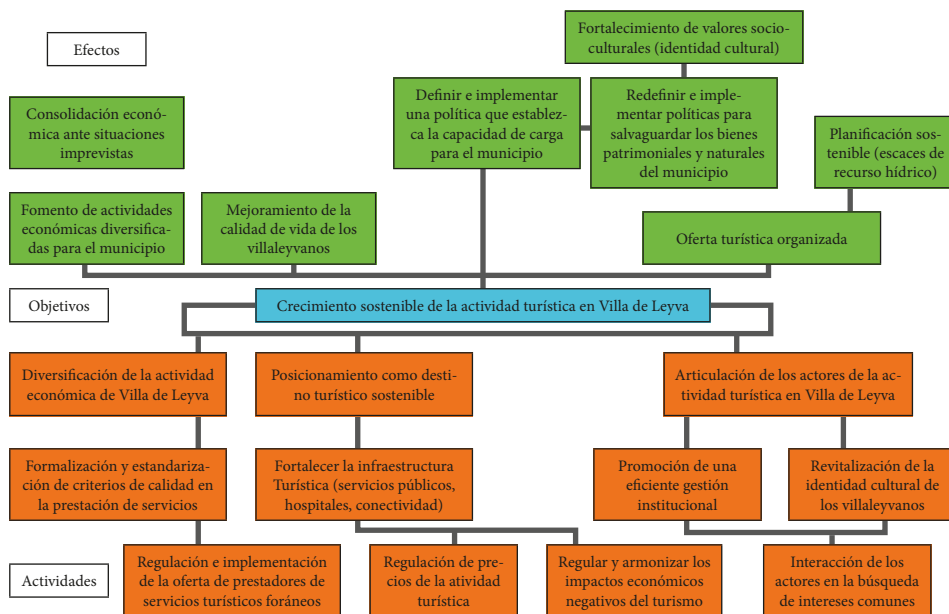 Fortalecimiento de valores socio-
culturales (identidad cultural)
Efectos
Definir e implementar
una política que establez-
ca la capacidad de carga
para el municipio
Redefinir e imple-
mentar políticas para
salvaguardar los bienes
patrimoniales y naturales
del municipio
Consolidación econó-
mica ante situaciones
imprevistas
Planificación sos-
tenible (escaces de
recurso hídrico)
Fomento de actividades
económicas diversifica-
das para el municipio
Mejoramiento de la
calidad de vida de los
villaleyvanos
Oferta turística organizada
Objetivos
Crecimiento sostenible de la actividad turística en Villa de Leyva
Diversificación de la actividad
económica de Villa de Leyva
Posicionamiento como desti-
no turístico sostenible
Articulación de los actores de la ac-
tividad turística en Villa de Leyva
Formalización y estandariza-
ción de criterios de calidad en
la prestación de servicios
Fortalecer la infraestructura
Turística (servicios públicos,
hospitales, conectividad)
Promoción de una
eficiente gestión
institucional
Revitalización de la
identidad cultural de
los villaleyvanos
Actividades
Regulación e implementación
de la oferta de prestadores de
servicios turísticos foráneos
Regulación de pre-
cios de la atividad
turística
Regular y armonizar los
impactos económicos
negativos del turismo
Interacción de los
actores en la búsqueda
de intereses comunes